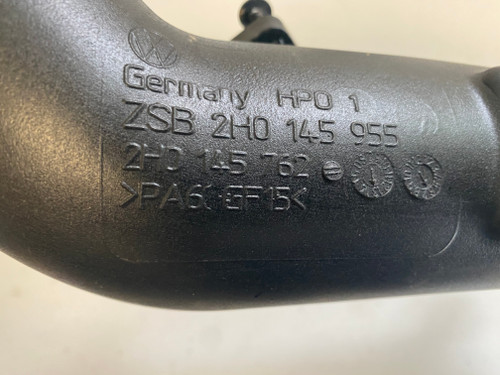 Germany HPO 1
ZSB 2H0 145 955
2H0 145 762
>PA6 GF15<